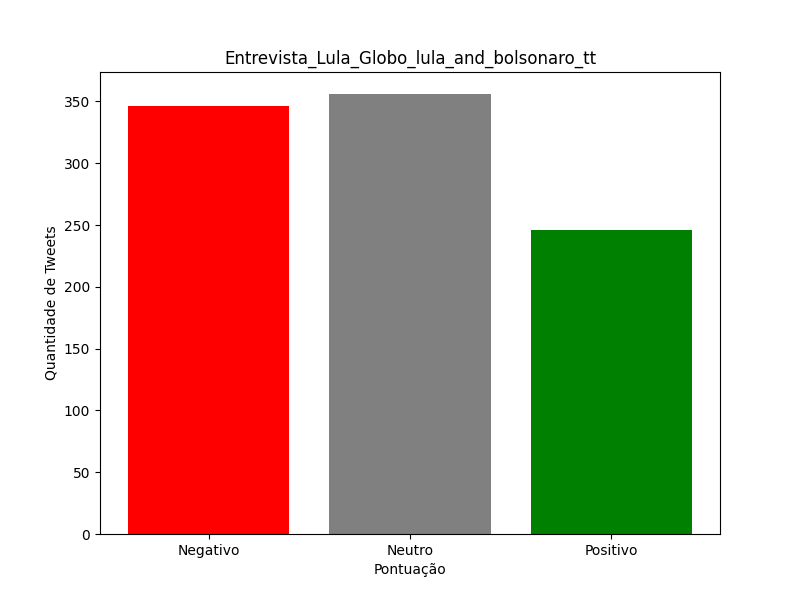 Entrevista_Lula_Globo_lula_and_bolsonaro_tt
Quantidade de Tweets
350
300
250
200
150
100
50
0
Negativo Neutro Positivo
Pontuação